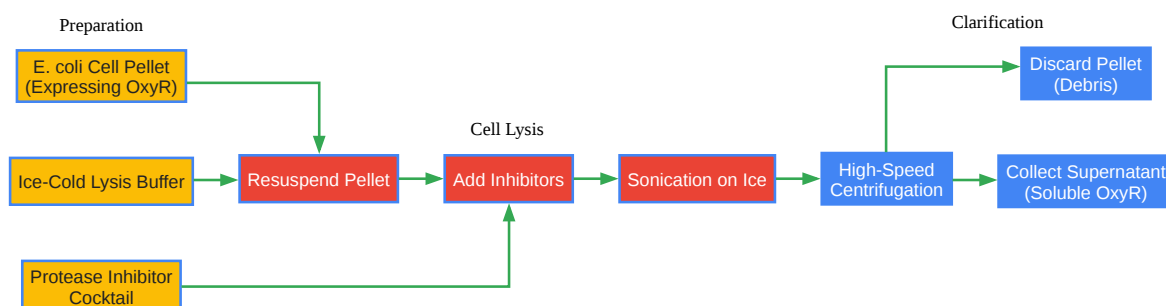 Preparation
Clarification
E. coli Cell Pellet
(Expressing OxyR)
Discard Pellet
(Debris)
Cell Lysis
Ice-Cold Lysis Buffer
Resuspend Pellet
Add Inhibitors
Sonication on Ice
High-Speed
Centrifugation
Collect Supernatant
(Soluble OxyR)
Protease Inhibitor
Cocktail